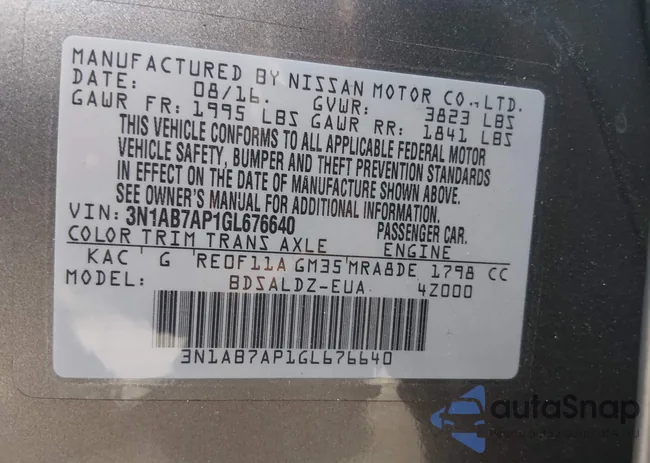 MANUFACTURED BY NISSAN MOTOR CO.,LTD.
DATE: 08/16. GVWR: 3823 LBS
GAWR FR: 1995 LBS GAWR RR: 1841 LBS
THIS VEHICLE CONFORMS TO ALL APPLICABLE FEDERAL MOTOR
VEHICLE SAFETY, BUMPER AND THEFT PREVENTION STANDARDS
IN EFFECT ON THE DATE OF MANUFACTURE SHOWN ABOVE.
SEE OWNER'S MANUAL FOR ADDITIONAL INFORMATION.
VIN: 3N1AB7AP1GL676640 PASSENGER CAR.
COLOR TRIM TRANS AXLE ENGINE
KAC G RE0F11A GM35 MRA8DE 1798 CC
MODEL: BDSALDZ-EUA 4Z000
3N1AB7AP1GL676640
autoSnap